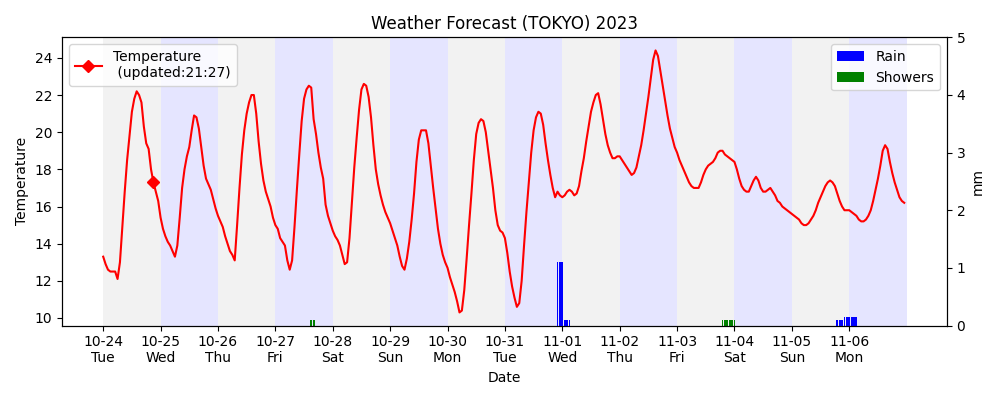 Weather Forecast (TOKYO) 2023
Temperature
(updated:21:27)
Rain
Showers
24
22
20
18
16
14
12
10
Temperature
5
4
3
2
1
0
mm
10-24 10-25 10-26 10-27 10-28 10-29 10-30 10-31 11-01 11-02 11-03 11-04 11-05 11-06
Tue Wed Thu Fri Sat Sun Mon Tue Wed Thu Fri Sat Sun Mon
Date